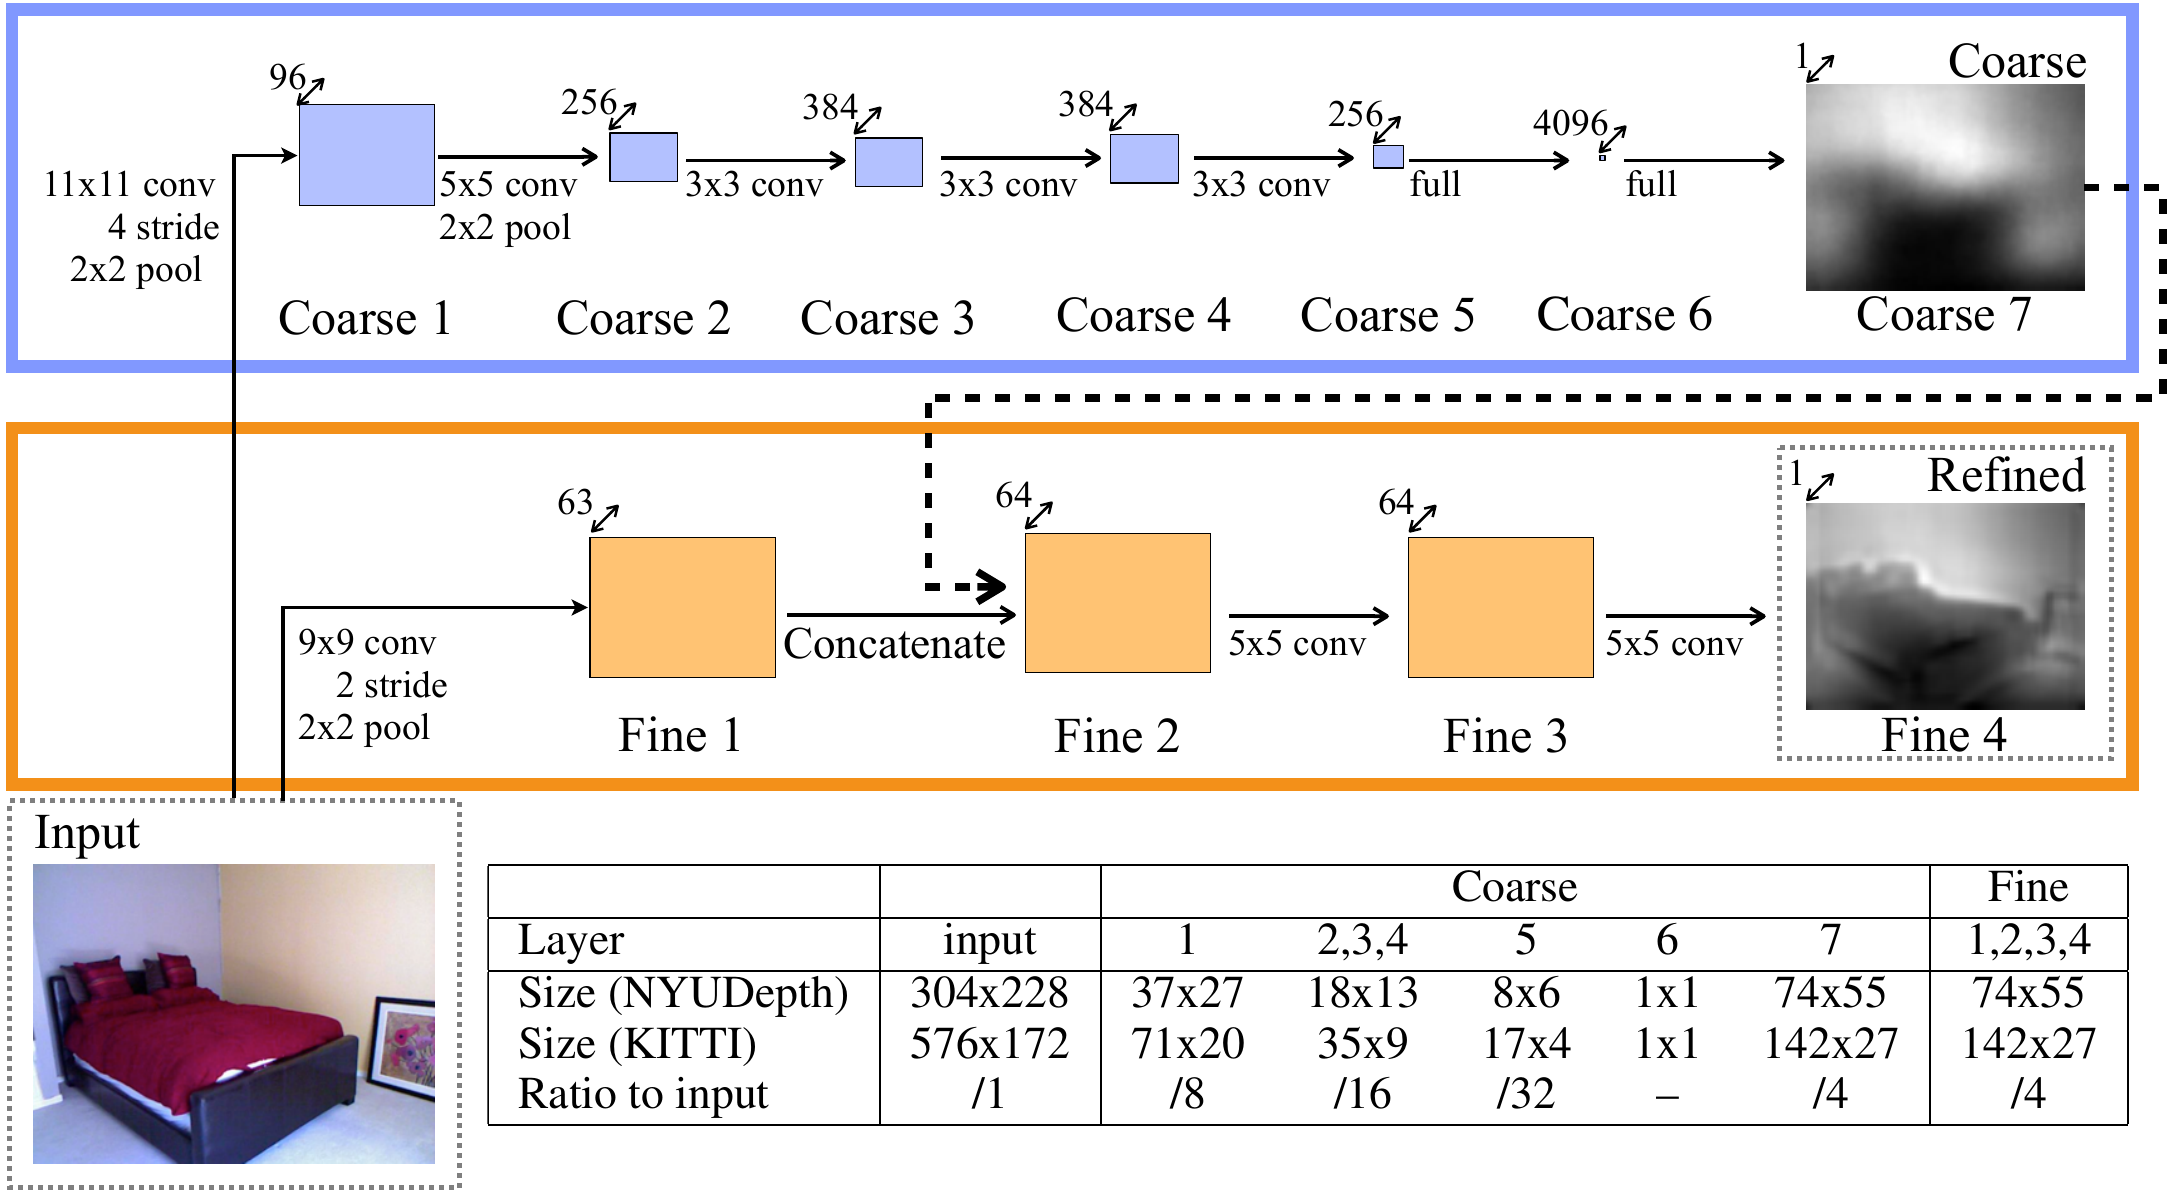 96
256
384
384
256
4096
1
Coarse
11x11 conv
4 stride
2x2 pool
5x5 conv
2x2 pool
3x3 conv
3x3 conv
3x3 conv
full
full
Coarse 1
Coarse 2
Coarse 3
Coarse 4
Coarse 5
Coarse 6
Coarse 7
63
64
64
1
Refined
9x9 conv
2 stride
2x2 pool
Concatenate
5x5 conv
5x5 conv
Fine 1
Fine 2
Fine 3
Fine 4
Input
Coarse Fine
Layer input 1 2,3,4 5 6 7 1,2,3,4
Size (NYUDepth) 304x228 37x27 18x13 8x6 1x1 74x55 74x55
Size (KITTI) 576x172 71x20 35x9 17x4 1x1 142x27 142x27
Ratio to input /1 /8 /16 /32 – /4 /4